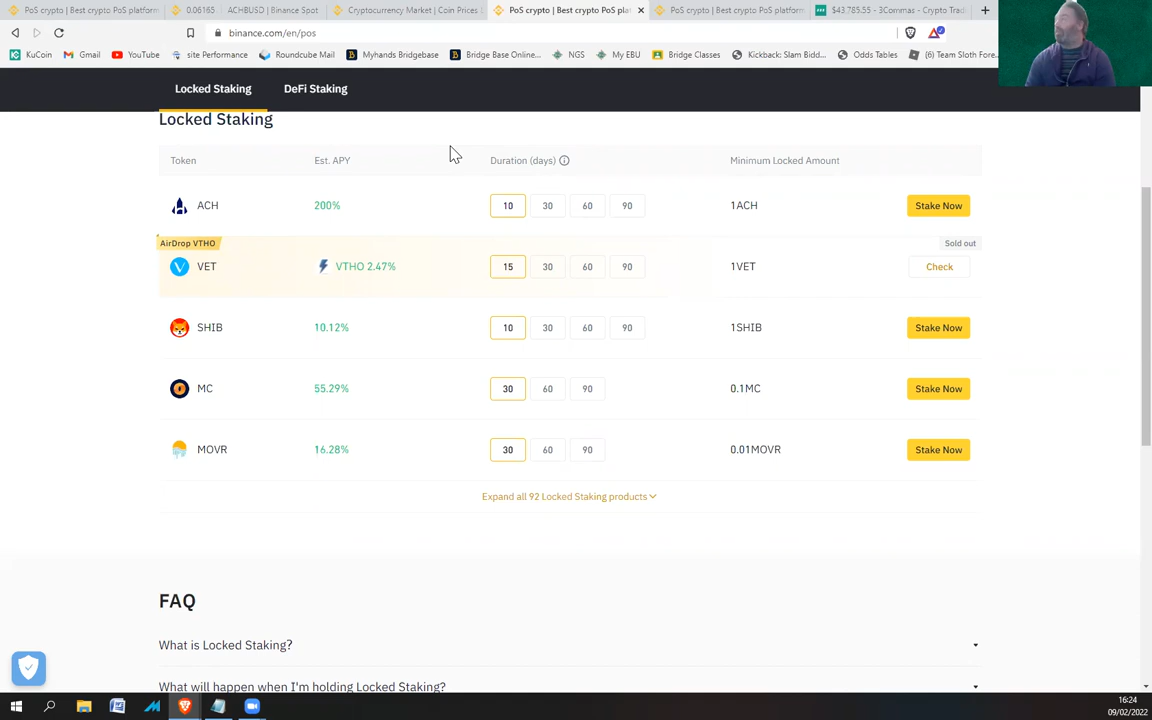 PoS crypto | Best crypto PoS platform
0.06165 ACHBUSD | Binance Spot
Cryptocurrency Market | Coin Prices
PoS crypto | Best crypto PoS plat
PoS crypto | Best crypto PoS platform
$43,785.55 - 3Commas - Crypto Trad
binance.com/en/pos
KuCoin
Gmail
YouTube
site Performance
Roundcube Mail
Myhands Bridgebase
Bridge Base Online...
NGS
My EBU
Bridge Classes
Kickback: Slam Bidd...
Odds Tables
(6) Team Sloth Fore...
Locked Staking
DeFi Staking
Locked Staking
Token Est. APY Duration (days) Minimum Locked Amount
ACH 200% 10 30 60 90 1ACH Stake Now
AirDrop VTHO Sold out
VET VTHO 2.47% 15 30 60 90 1VET Check
SHIB 10.12% 10 30 60 90 1SHIB Stake Now
MC 55.29% 30 60 90 0.1MC Stake Now
MOVR 16.28% 30 60 90 0.01MOVR Stake Now
Expand all 92 Locked Staking products
FAQ
What is Locked Staking?
What will happen when I'm holding Locked Staking?
16:24
09/02/2022